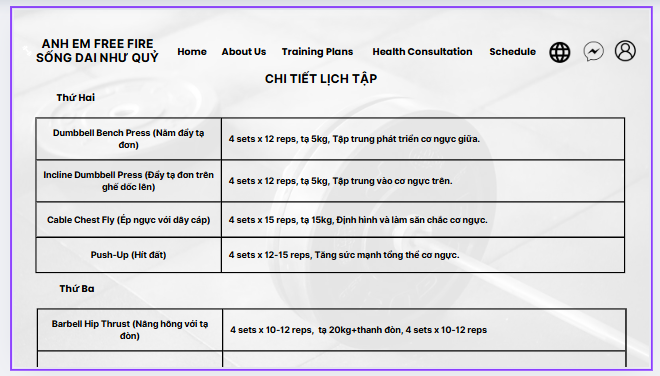 ANH EM FREE FIRE
SỐNG DAI NHƯ QUỶ
Home About Us Training Plans Health Consultation Schedule
CHI TIẾT LỊCH TẬP
Thứ Hai
Dumbbell Bench Press (Nằm đẩy tạ
đơn)
4 sets x 12 reps, tạ 5kg, Tập trung phát triển cơ ngực giữa.
Incline Dumbbell Press (Đẩy tạ đơn trên
ghế dốc lên)
4 sets x 12 reps, tạ 5kg, Tập trung vào cơ ngực trên.
Cable Chest Fly (Ép ngực với dây cáp)
4 sets x 15 reps, tạ 15kg, Định hình và làm săn chắc cơ ngực.
Push-Up (Hít đất)
4 sets x 12-15 reps, Tăng sức mạnh tổng thể cơ ngực.
Thứ Ba
Barbell Hip Thrust (Nâng hông với tạ
đòn)
4 sets x 10-12 reps, tạ 20kg+thanh đòn, 4 sets x 10-12 reps